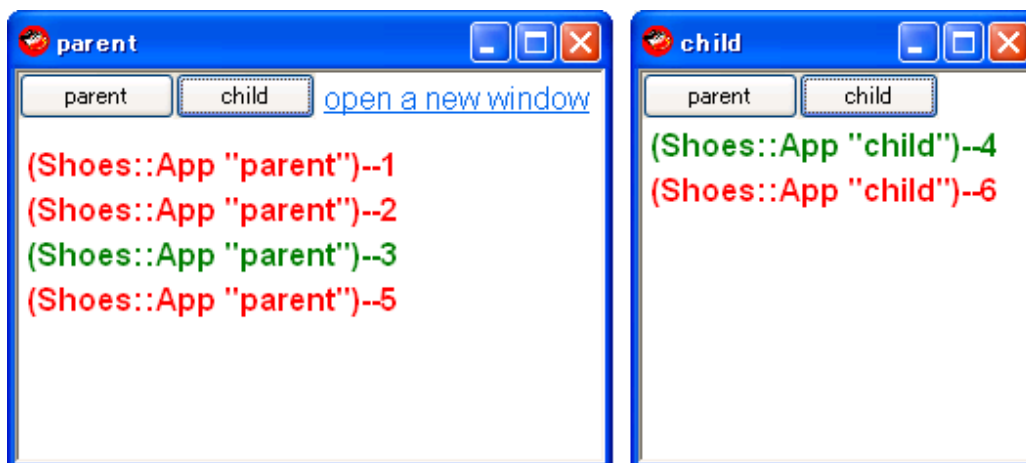 parent
parent child open a new window
(Shoes::App "parent")--1
(Shoes::App "parent")--2
(Shoes::App "parent")--3
(Shoes::App "parent")--5
child
parent child
(Shoes::App "child")--4
(Shoes::App "child")--6